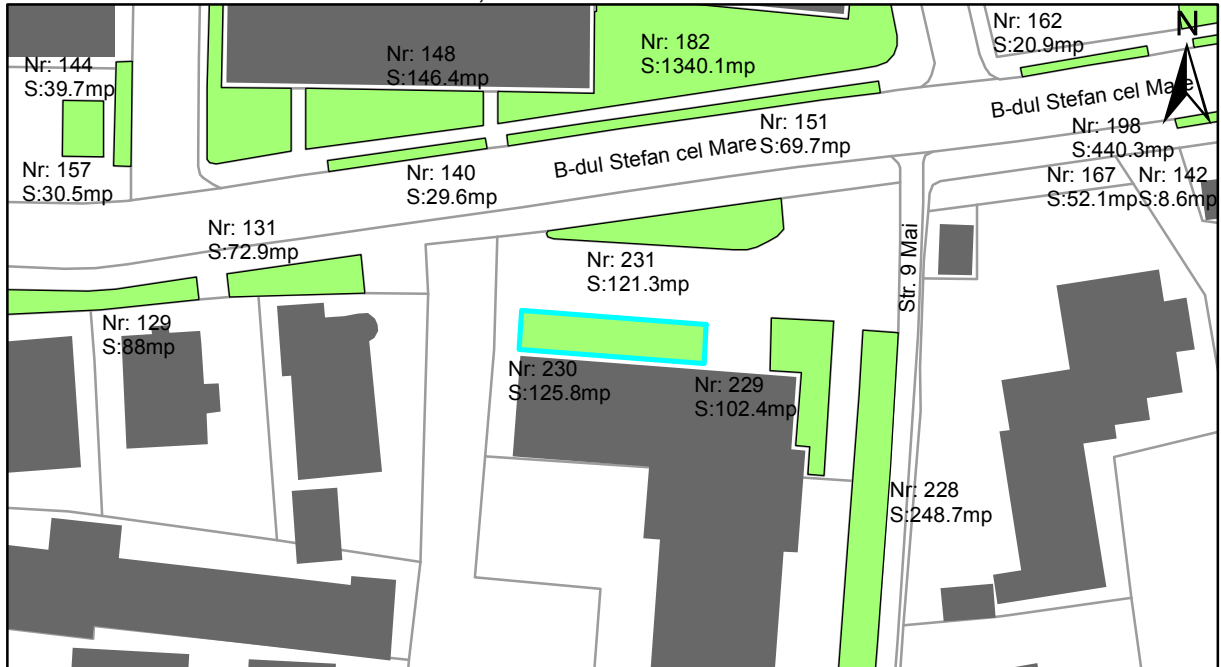 Nr: 162
S:20.9mp
N
Nr: 182
S:1340.1mp
Nr: 148
S:146.4mp
Nr: 144
S:39.7mp
B-dul Stefan cel Mare
Nr: 151
S:69.7mp
Nr: 198
S:440.3mp
B-dul Stefan cel Mare
Nr: 157
S:30.5mp
Nr: 140
S:29.6mp
Nr: 167
S:52.1mp
Nr: 142
S:8.6mp
Nr: 131
S:72.9mp
Nr: 231
S:121.3mp
Str. 9 Mai
Nr: 129
S:88mp
Nr: 230
S:125.8mp
Nr: 229
S:102.4mp
Nr: 228
S:248.7mp